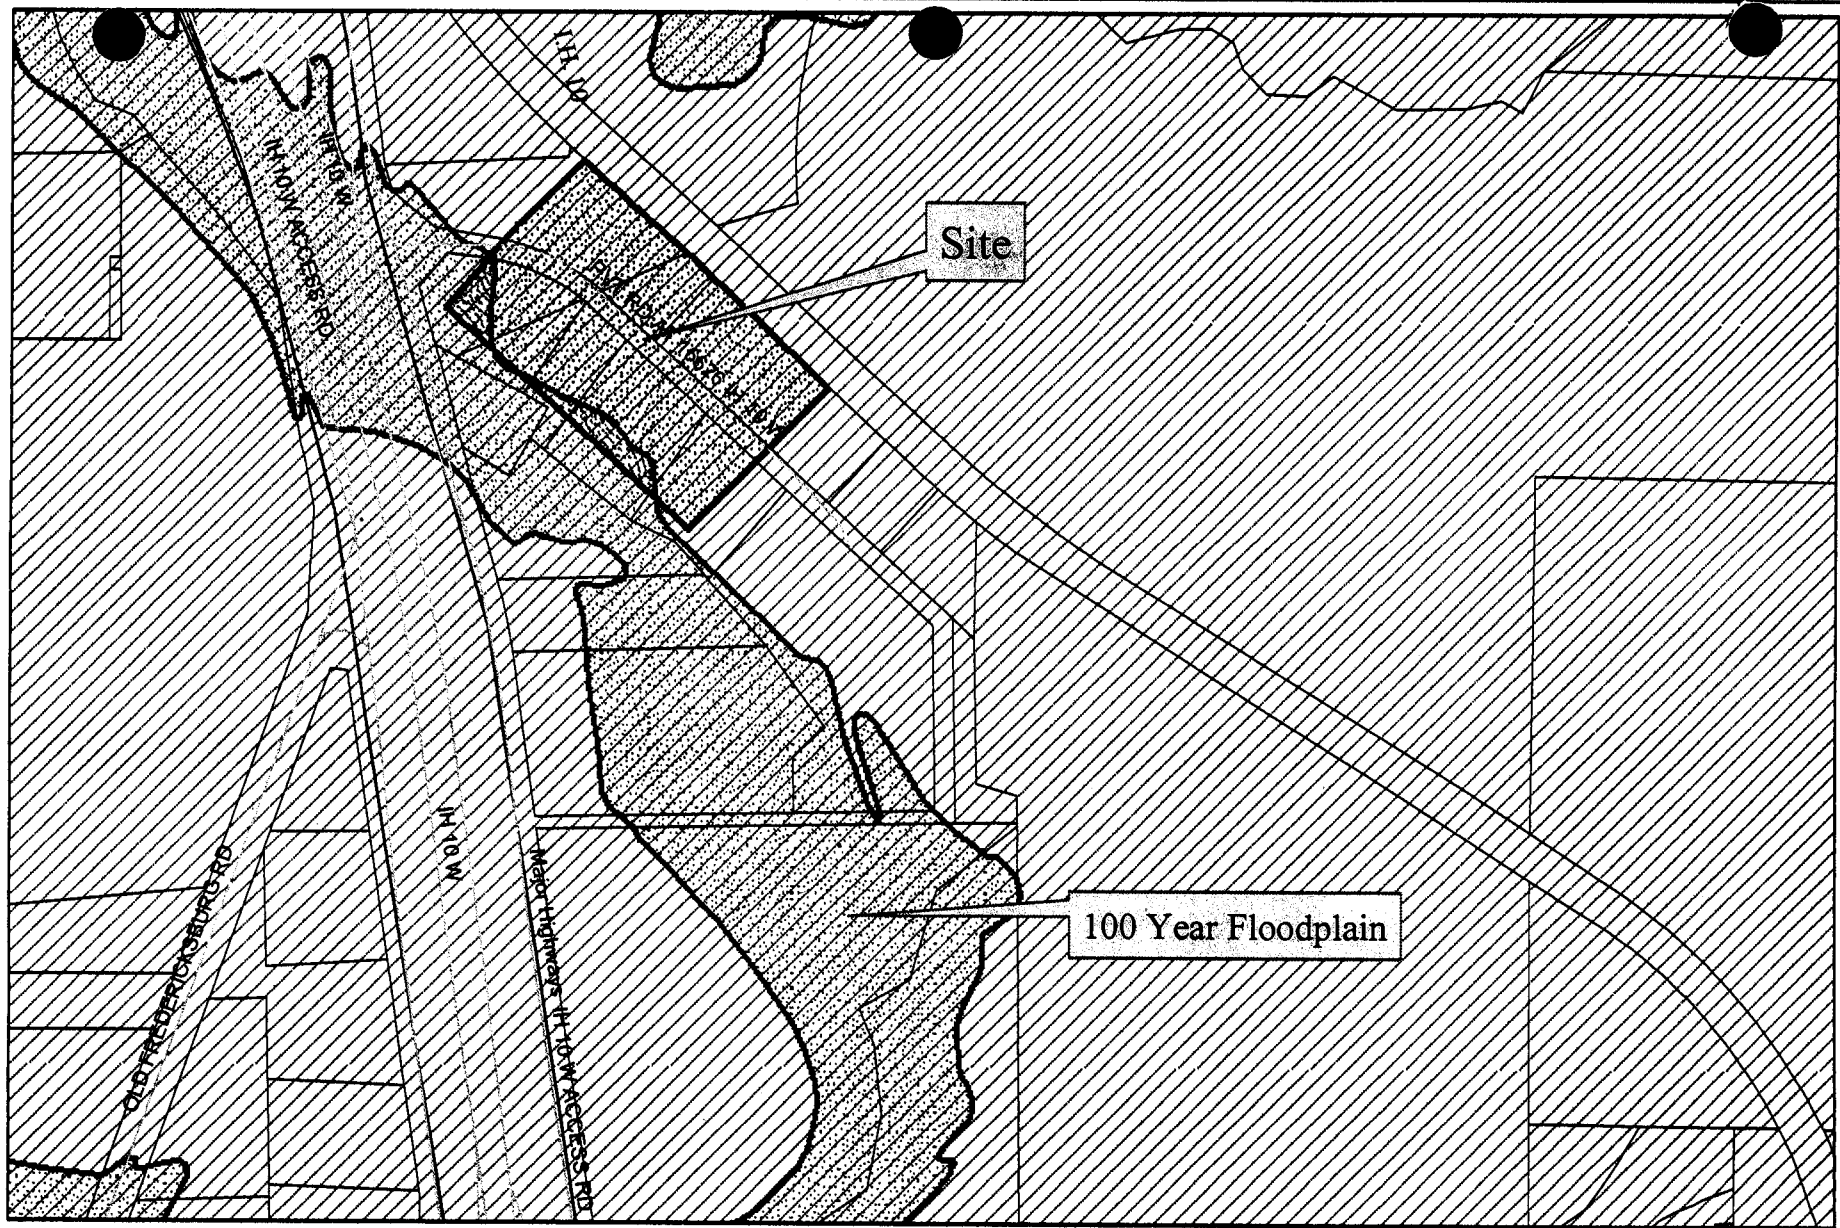 I.H. 10
IH 10 W
IH 10 W ACCESS RD
Site
IH 10 W
Major Highways IH 10 W ACCESS RD
OLD FREDERICKSBURG RD
100 Year Floodplain